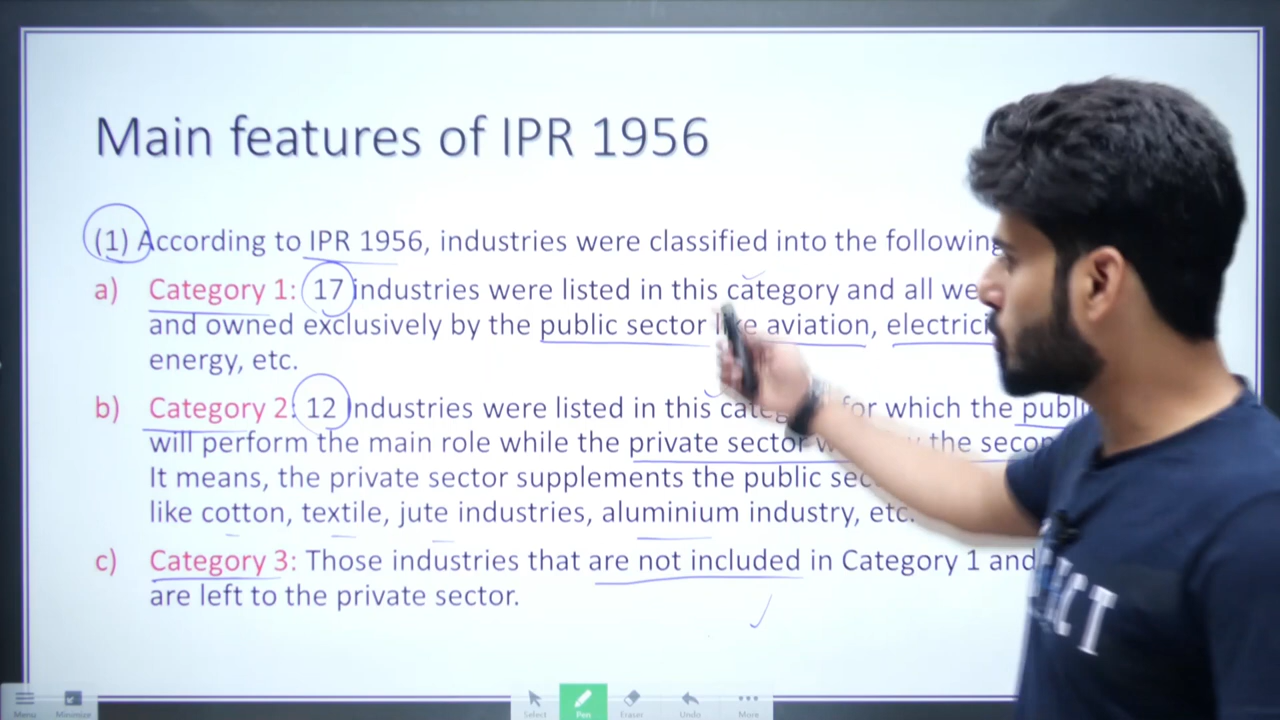 Main features of IPR 1956
(1) According to IPR 1956, industries were classified into the following
a) Category 1: 17 industries were listed in this category and all we
and owned exclusively by the public sector like aviation, electrici
energy, etc.
b) Category 2: 12 Industries were listed in this for which the publi
will perform the main role while the private sector the secon
It means, the private sector supplements the public sec
like cotton, textile, jute industries, aluminium industry, etc.
c) Category 3: Those industries that are not included in Category 1 and
are left to the private sector.
Menu
Minimize
Select
Pen
Eraser
Undo
More